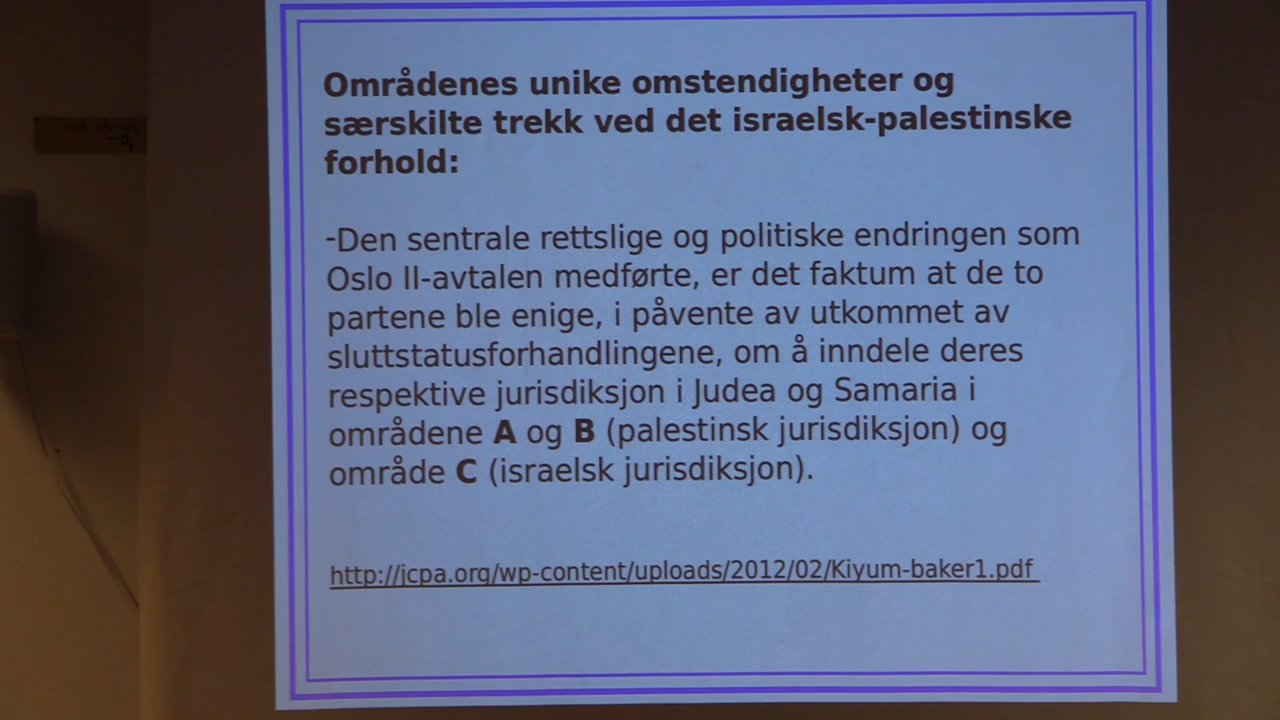 Områdenes unike omstendigheter og
særskilte trekk ved det israelsk-palestinske
forhold:
-Den sentrale rettslige og politiske endringen som
Oslo II-avtalen medførte, er det faktum at de to
partene ble enige, i påvente av utkommet av
sluttstatusforhandlingene, om å inndele deres
respektive jurisdiksjon i Judea og Samaria i
områdene A og B (palestinsk jurisdiksjon) og
område C (israelsk jurisdiksjon).
http://jcpa.org/wp-content/uploads/2012/02/Kiyum-baker1.pdf